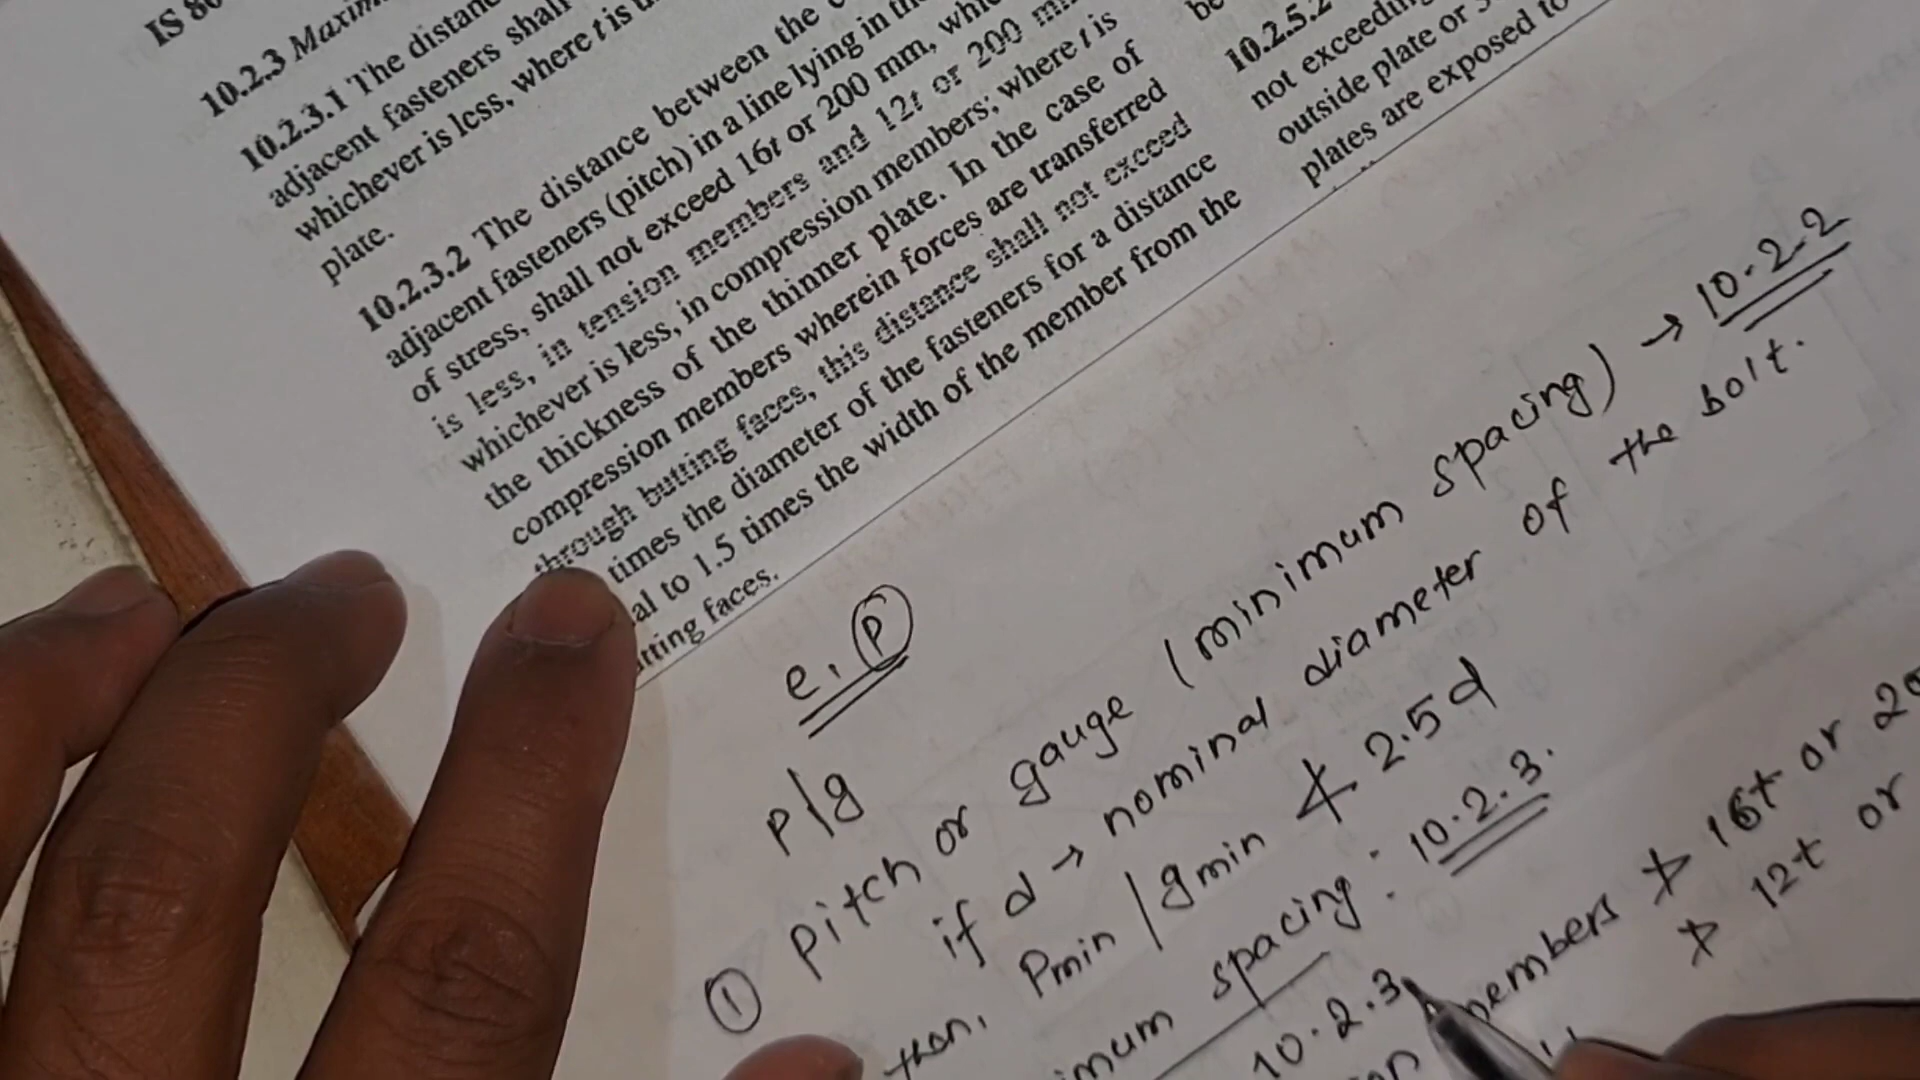 IS 80
10.2.3 Maxim
10.2.3.1 The distanc
adjacent fasteners shall
whichever is less, where t is
plate.
10.2.3.2 The distance between the
adjacent fasteners (pitch) in a line lying in the
of stress, shall not exceed 16t or 200 mm, whic
is less, in tension members and 12t or 200 m
whichever is less, in compression members; where t is
the thickness of the thinner plate. In the case of
compression members wherein forces are transferred
through butting faces, this distance shall not exceed
times the diameter of the fasteners for a distance
al to 1.5 times the width of the member from the
tting faces.
be
10.2.5.2
not exceeding
outside plate or
plates are exposed to
e, P
P/g
① Pitch or gauge (minimum spacing) → 10.2.2
if d → nominal diameter of the bolt.
then, Pmin/gmin ≮ 2.5d
imum spacing: 10.2.3.
10.2.3
members ≯ 16t or 20
≯ 12t or